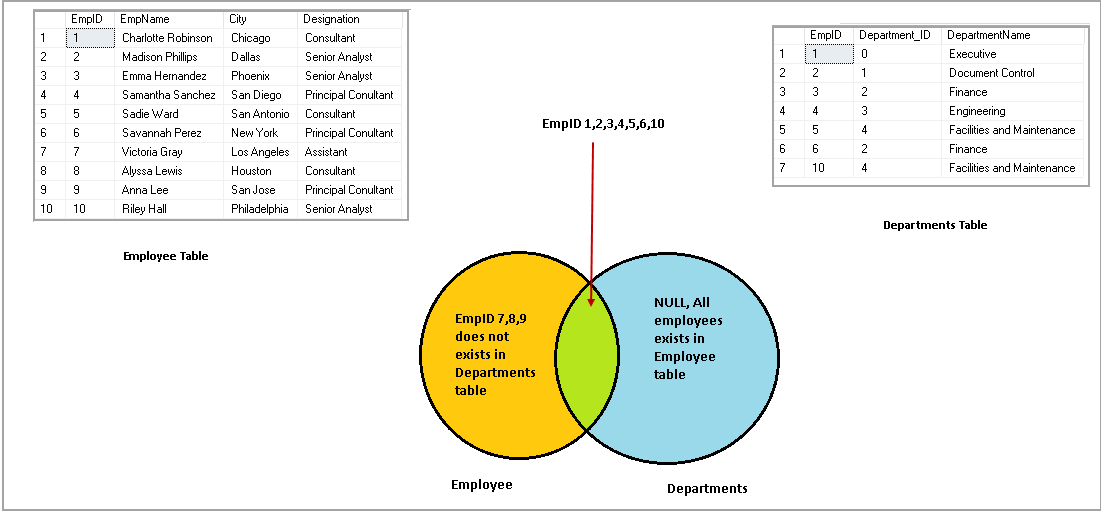 EmpID EmpName City Designation
1 1 Charlotte Robinson Chicago Consultant
2 2 Madison Phillips Dallas Senior Analyst
3 3 Emma Hernandez Phoenix Senior Analyst
4 4 Samantha Sanchez San Diego Principal Conultant
5 5 Sadie Ward San Antonio Consultant
6 6 Savannah Perez New York Principal Conultant
7 7 Victoria Gray Los Angeles Assistant
8 8 Alyssa Lewis Houston Consultant
9 9 Anna Lee San Jose Principal Conultant
10 10 Riley Hall Philadelphia Senior Analyst
Employee Table
EmpID Department_ID DepartmentName
1 1 0 Executive
2 2 1 Document Control
3 3 2 Finance
4 4 3 Engineering
5 5 4 Facilities and Maintenance
6 6 2 Finance
7 10 4 Facilities and Maintenance
Departments Table
EmpID 1,2,3,4,5,6,10
EmpID 7,8,9
does not
exists in
Departments
table
NULL, All
employees
exists in
Employee
table
Employee
Departments